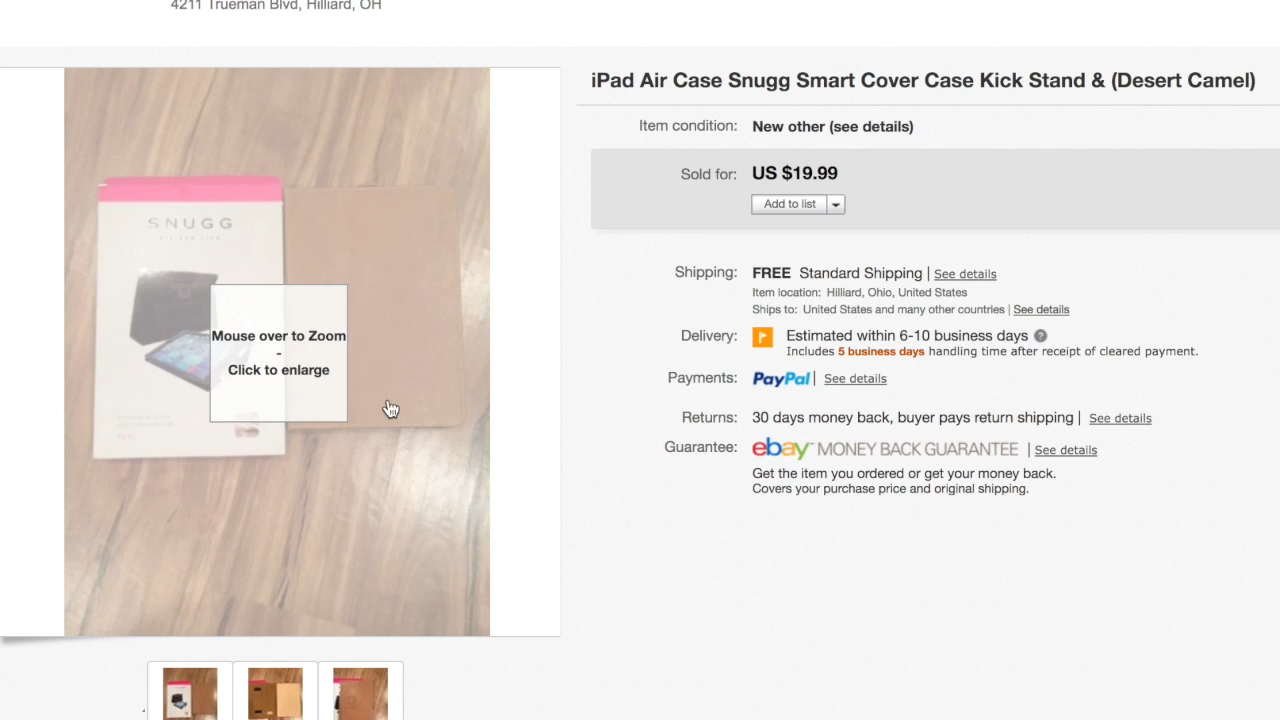 4211 Trueman Blvd, Hilliard, OH
iPad Air Case Snugg Smart Cover Case Kick Stand & (Desert Camel)
Item condition: New other (see details)
Sold for: US $19.99
Add to list
Shipping: FREE Standard Shipping | See details
Item location: Hilliard, Ohio, United States
Ships to: United States and many other countries | See details
Delivery: Estimated within 6-10 business days ?
Includes 5 business days handling time after receipt of cleared payment.
Payments: PayPal | See details
Returns: 30 days money back, buyer pays return shipping | See details
Guarantee: ebay MONEY BACK GUARANTEE | See details
Get the item you ordered or get your money back.
Covers your purchase price and original shipping.
SNUGG
Mouse over to Zoom
-
Click to enlarge